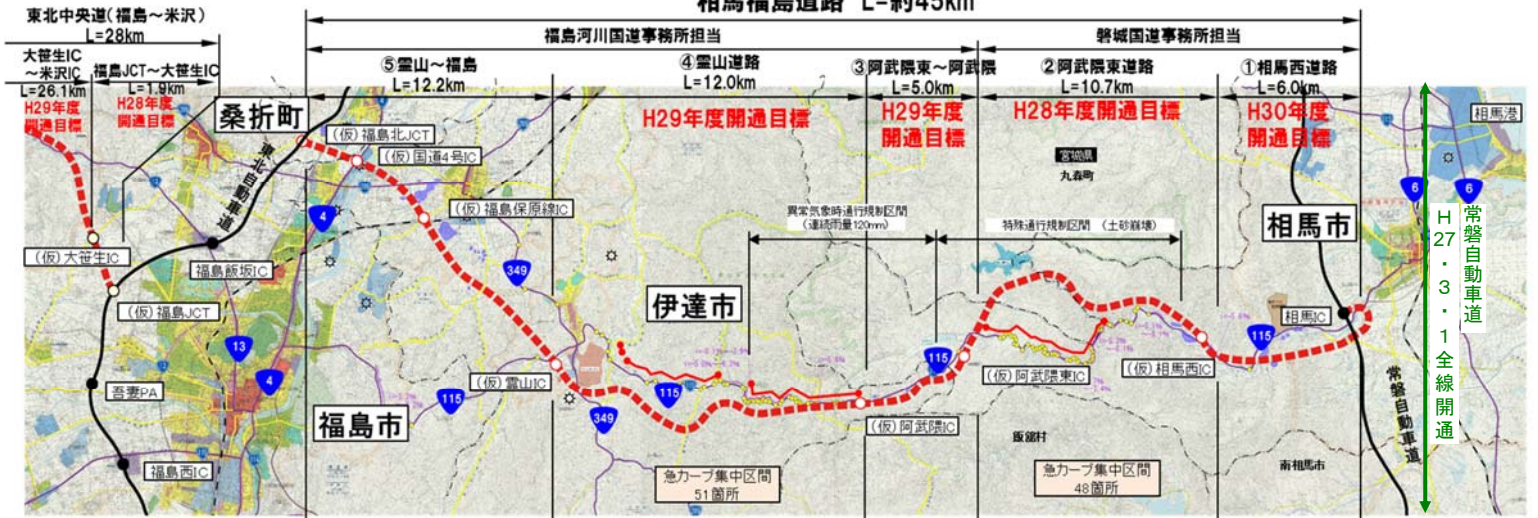 相馬福島道路 L=約45km
東北中央道(福島～米沢)
L=28km
福島河川国道事務所担当
磐城国道事務所担当
大笹生IC
～米沢IC
L=26.1km
福島JCT～大笹生IC
L=1.9km
⑤霊山～福島
L=12.2km
④霊山道路
L=12.0km
③阿武隈東～阿武隈
L=5.0km
②阿武隈東道路
L=10.7km
①相馬西道路
L=6.0km
H29年度
開通目標
H28年度
開通目標
H29年度開通目標
H29年度
開通目標
H28年度開通目標
H30年度
開通目標
桑折町
(仮)福島北JCT
(仮)国道4号IC
東北自動車道
4
(仮)福島保原線IC
(仮)大笹生IC
福島飯坂IC
(仮)福島JCT
349
13
4
吾妻PA
福島市
福島西IC
115
(仮)霊山IC
伊達市
異常気象時通行規制区間
(連続雨量120mm)
特殊通行規制区間 (土砂崩壊)
宮城県
丸森町
相馬市
相馬港
6
6
常磐自動車道
H27・3・1全線開通
相馬IC
115
115
349
115
(仮)阿武隈東IC
(仮)相馬西IC
(仮)阿武隈IC
飯舘村
南相馬市
常磐自動車道
急カーブ集中区間
51箇所
急カーブ集中区間
48箇所